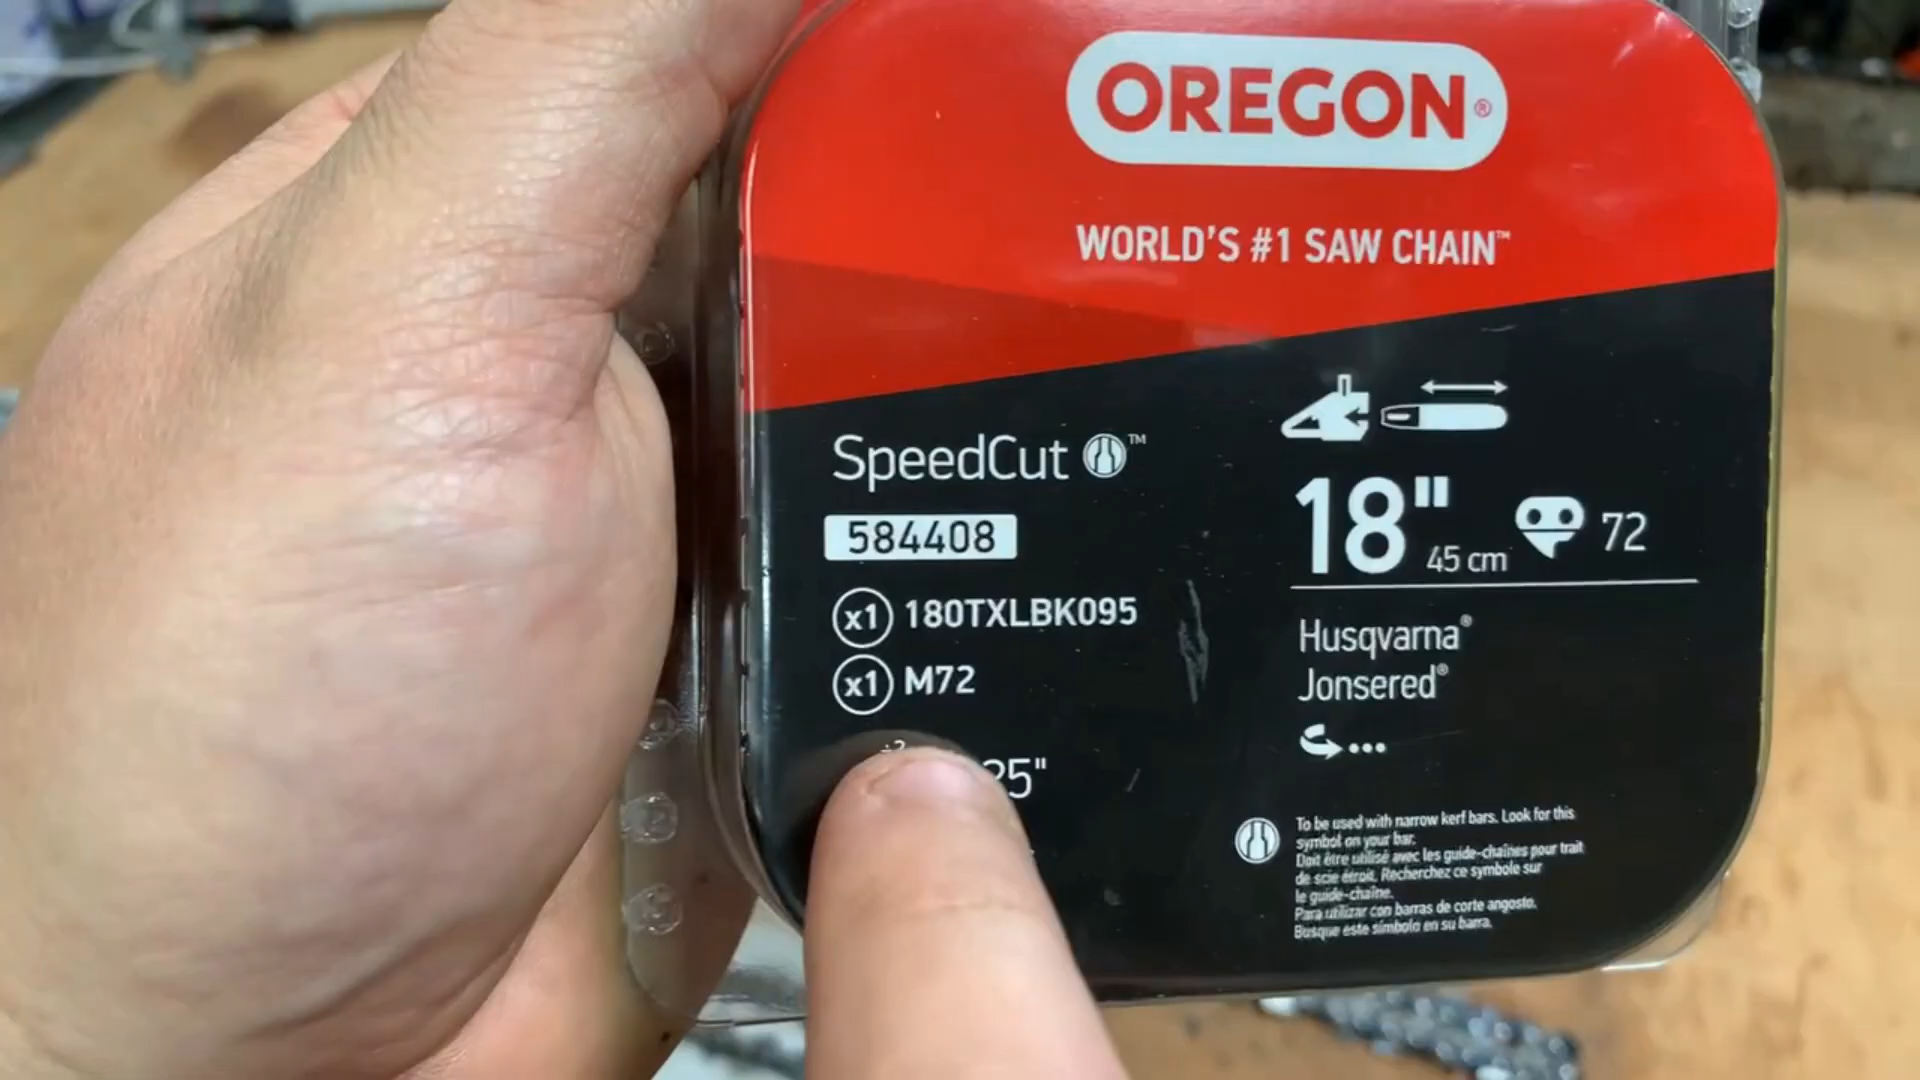 OREGON®
WORLD'S #1 SAW CHAIN™
SpeedCut ™
584408
x1 180TXLBK095
x1 M72
25"
18" 45 cm 72
Husqvarna®
Jonsered®
To be used with narrow kerf bars. Look for this
symbol on your bar.
Doit être utilisé avec les guide-chaînes pour trait
de scie étroit. Recherchez ce symbole sur
le guide-chaîne.
Para utilizar con barras de corte angosto.
Busque este símbolo en su barra.